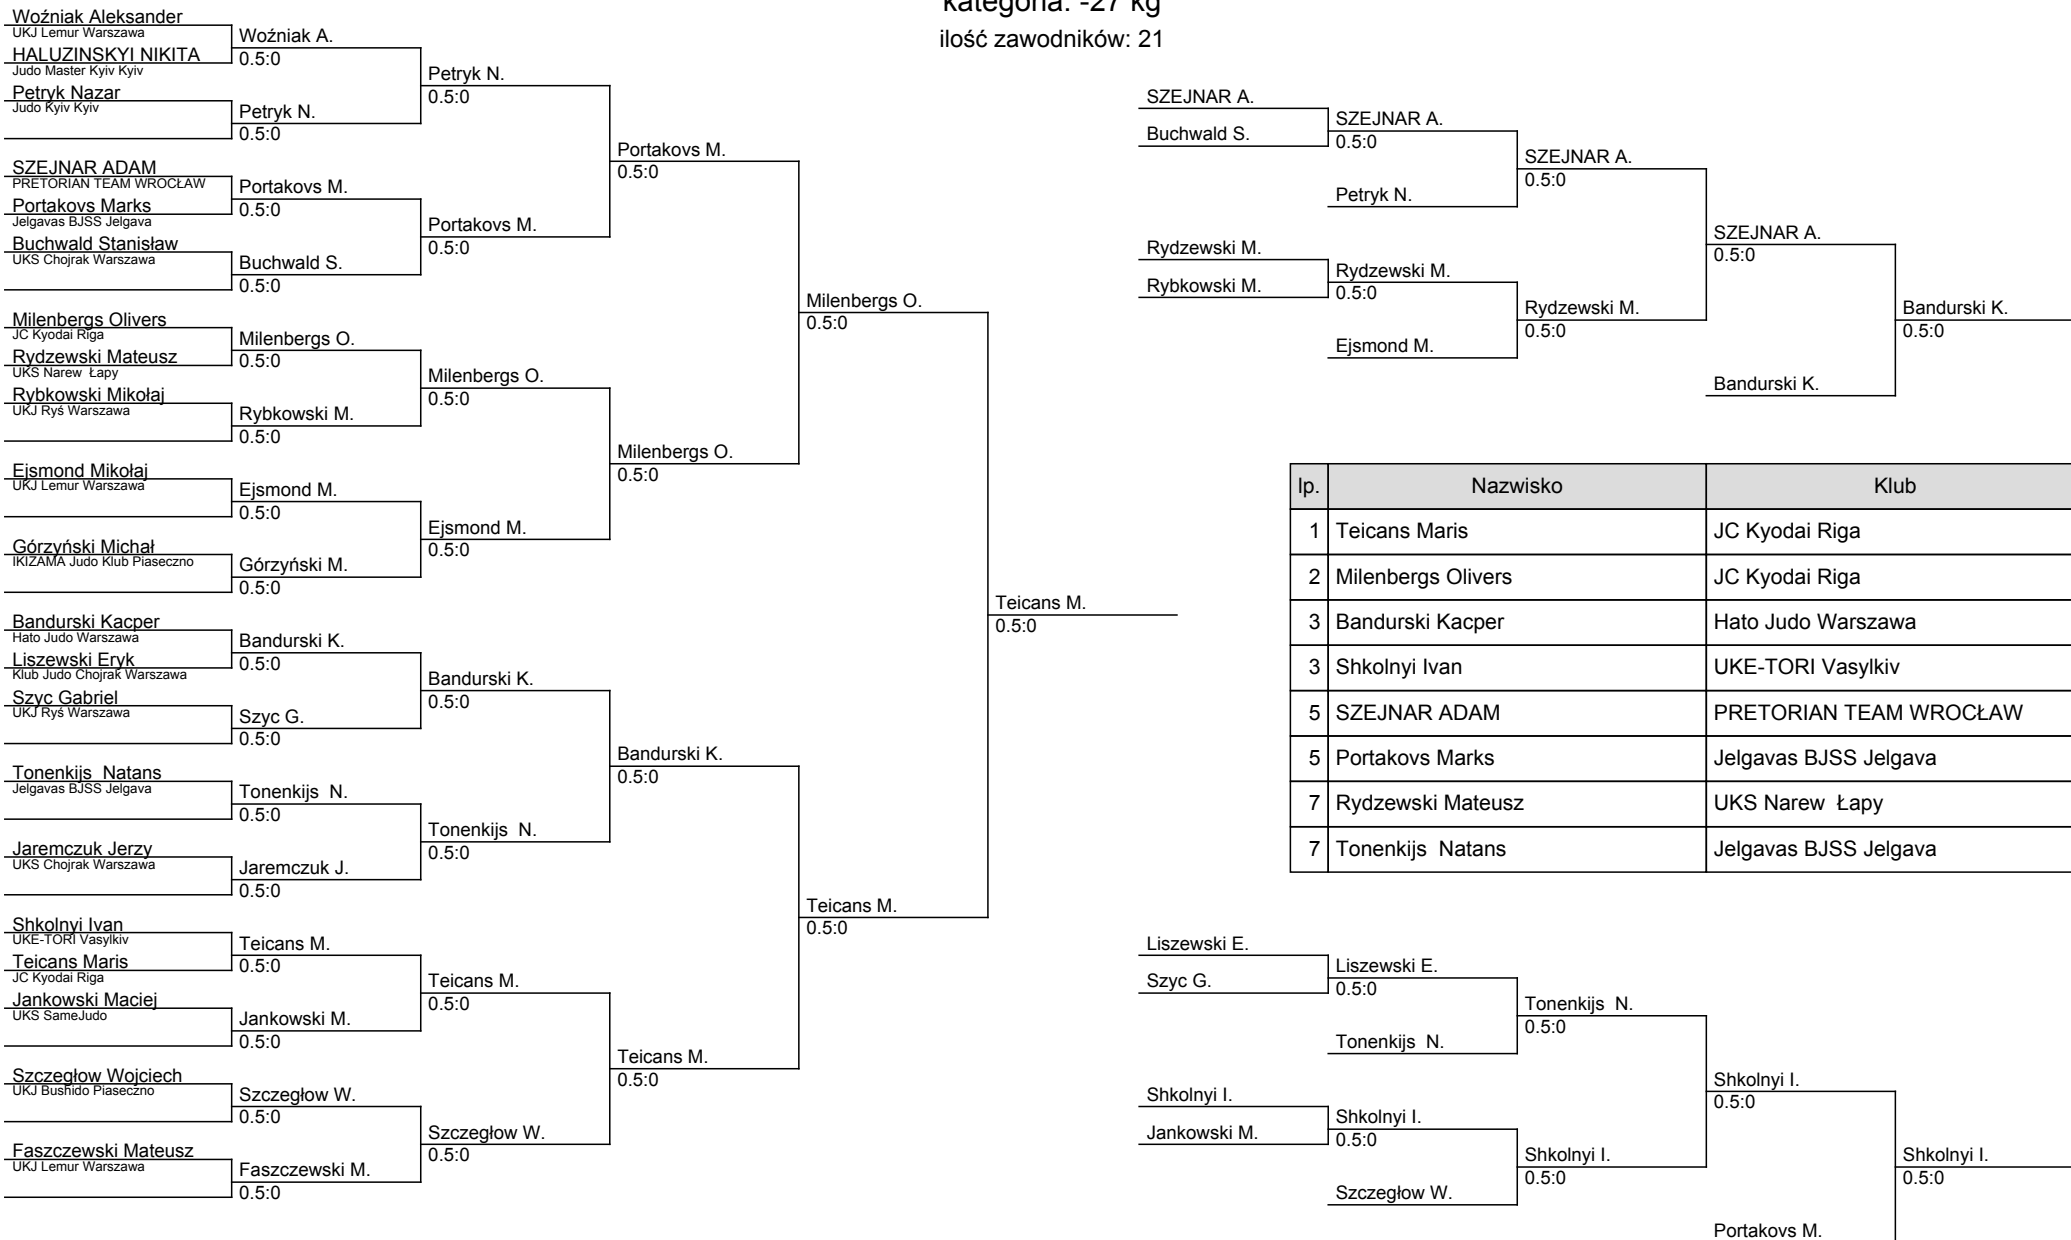 kategoria: -27 kg
ilość zawodników: 21
Woźniak Aleksander
UKJ Lemur Warszawa
HALUZINSKYI NIKITA
Judo Master Kyiv Kyiv
Petryk Nazar
Judo Kyiv Kyiv
SZEJNAR ADAM
PRETORIAN TEAM WROCŁAW
Portakovs Marks
Jelgavas BJSS Jelgava
Buchwald Stanisław
UKS Chojrak Warszawa
Milenbergs Olivers
JC Kyodai Riga
Rydzewski Mateusz
UKS Narew  Łapy
Rybkowski Mikołaj
UKJ Ryś Warszawa
Ejsmond Mikołaj
UKJ Lemur Warszawa
Górzyński Michał
IKIZAMA Judo Klub Piaseczno
Bandurski Kacper
Hato Judo Warszawa
Liszewski Eryk
Klub Judo Chojrak Warszawa
Szyc Gabriel
UKJ Ryś Warszawa
Tonenkijs  Natans
Jelgavas BJSS Jelgava
Jaremczuk Jerzy
UKS Chojrak Warszawa
Shkolnyi Ivan
UKE-TORI Vasylkiv
Teicans Maris
JC Kyodai Riga
Jankowski Maciej
UKS SameJudo
Szczegłow Wojciech
UKJ Bushido Piaseczno
Faszczewski Mateusz
UKJ Lemur Warszawa
Woźniak A.
0.5:0
Petryk N.
0.5:0
Portakovs M.
0.5:0
Buchwald S.
0.5:0
Milenbergs O.
0.5:0
Rybkowski M.
0.5:0
Ejsmond M.
0.5:0
Górzyński M.
0.5:0
Bandurski K.
0.5:0
Szyc G.
0.5:0
Tonenkijs  N.
0.5:0
Jaremczuk J.
0.5:0
Teicans M.
0.5:0
Jankowski M.
0.5:0
Szczegłow W.
0.5:0
Faszczewski M.
0.5:0
Petryk N.
0.5:0
Portakovs M.
0.5:0
Milenbergs O.
0.5:0
Ejsmond M.
0.5:0
Bandurski K.
0.5:0
Tonenkijs  N.
0.5:0
Teicans M.
0.5:0
Szczegłow W.
0.5:0
Portakovs M.
0.5:0
Milenbergs O.
0.5:0
Bandurski K.
0.5:0
Teicans M.
0.5:0
Milenbergs O.
0.5:0
Teicans M.
0.5:0
Teicans M.
0.5:0
SZEJNAR A.
Buchwald S.
Rydzewski M.
Rybkowski M.
SZEJNAR A.
0.5:0
Petryk N.
Rydzewski M.
0.5:0
Ejsmond M.
SZEJNAR A.
0.5:0
Rydzewski M.
0.5:0
SZEJNAR A.
0.5:0
Bandurski K.
Bandurski K.
0.5:0
lp. Nazwisko Klub
1 Teicans Maris JC Kyodai Riga
2 Milenbergs Olivers JC Kyodai Riga
3 Bandurski Kacper Hato Judo Warszawa
3 Shkolnyi Ivan UKE-TORI Vasylkiv
5 SZEJNAR ADAM PRETORIAN TEAM WROCŁAW
5 Portakovs Marks Jelgavas BJSS Jelgava
7 Rydzewski Mateusz UKS Narew  Łapy
7 Tonenkijs  Natans Jelgavas BJSS Jelgava
Liszewski E.
Szyc G.
Shkolnyi I.
Jankowski M.
Liszewski E.
0.5:0
Tonenkijs  N.
Shkolnyi I.
0.5:0
Szczegłow W.
Tonenkijs  N.
0.5:0
Shkolnyi I.
0.5:0
Shkolnyi I.
0.5:0
Portakovs M.
Shkolnyi I.
0.5:0